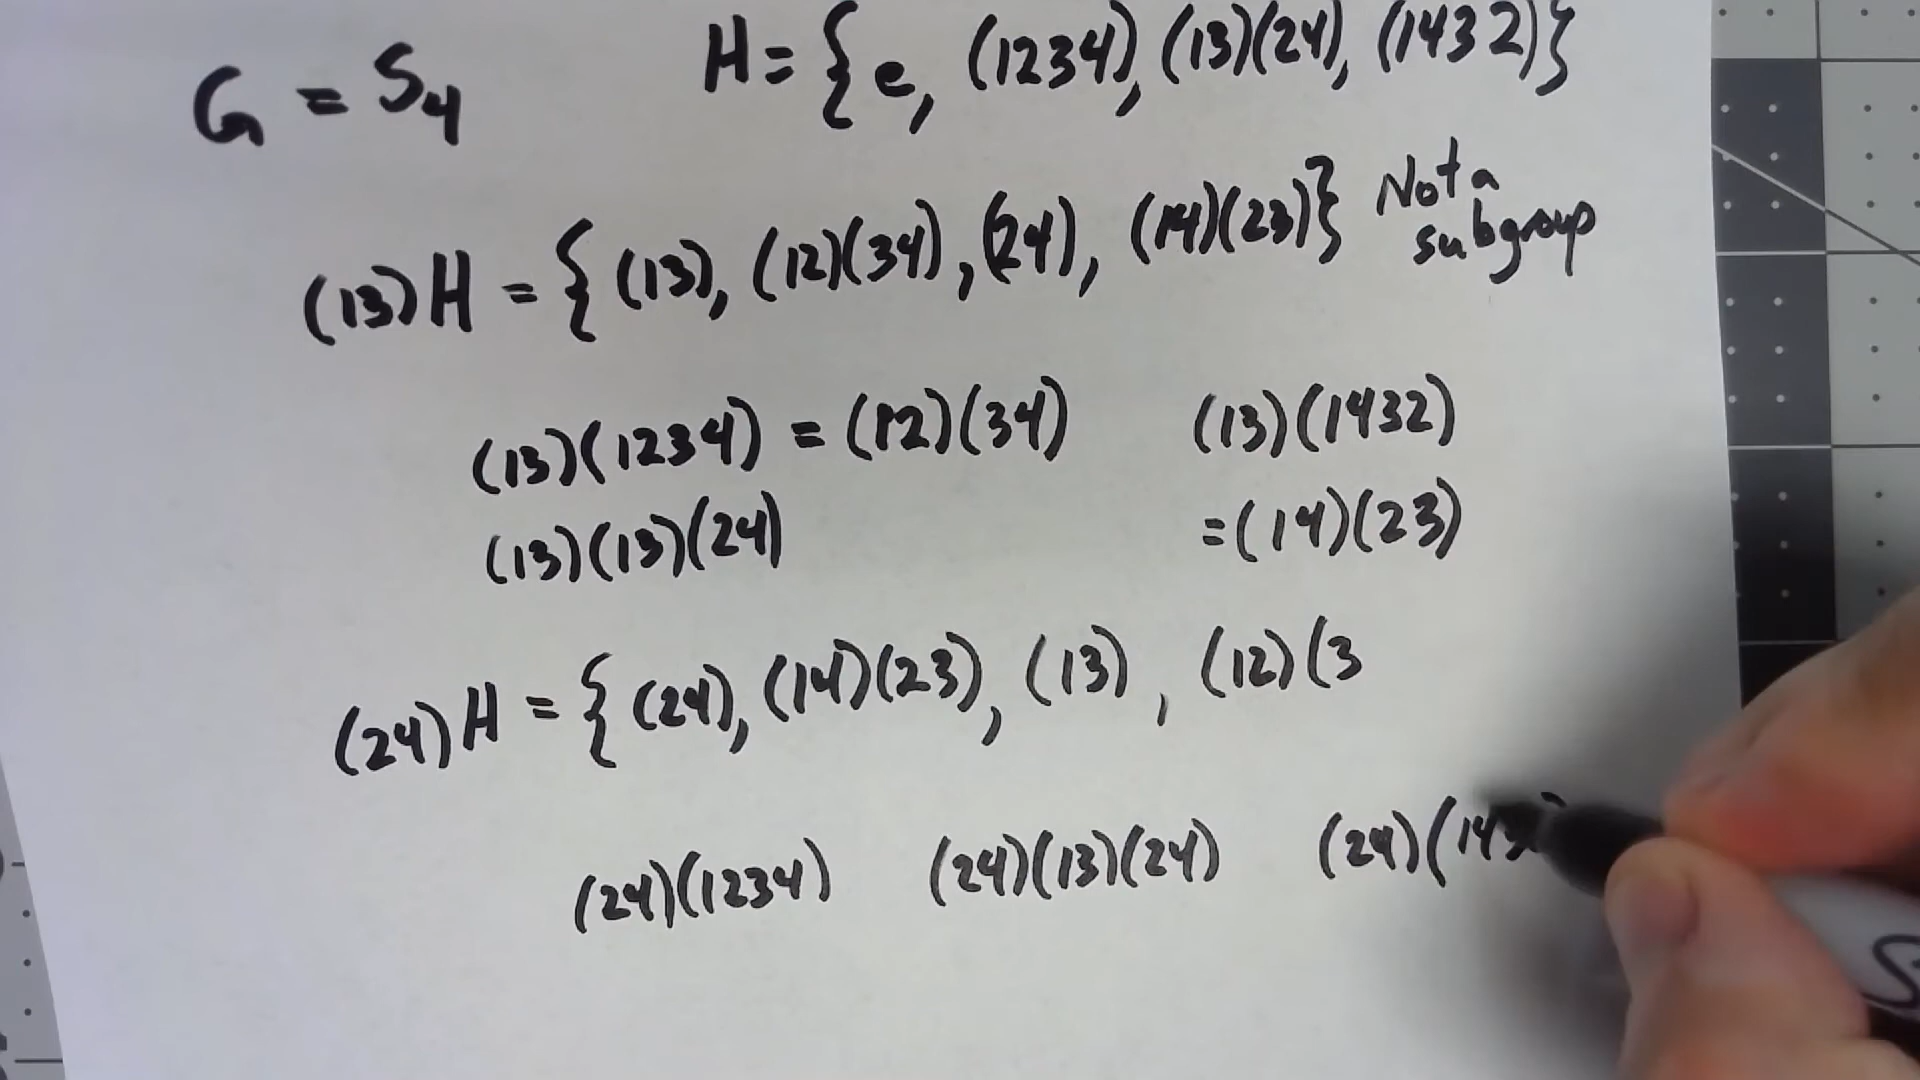 G = S₄ H = {e, (1234), (13)(24), (1432)}
(13)H = {(13), (12)(34), (24), (14)(23)} Not a subgroup
(13)(1234) = (12)(34) (13)(1432)
(13)(13)(24) = (14)(23)
(24)H = {(24), (14)(23), (13), (12)(3
(24)(1234) (24)(13)(24) (24)(143